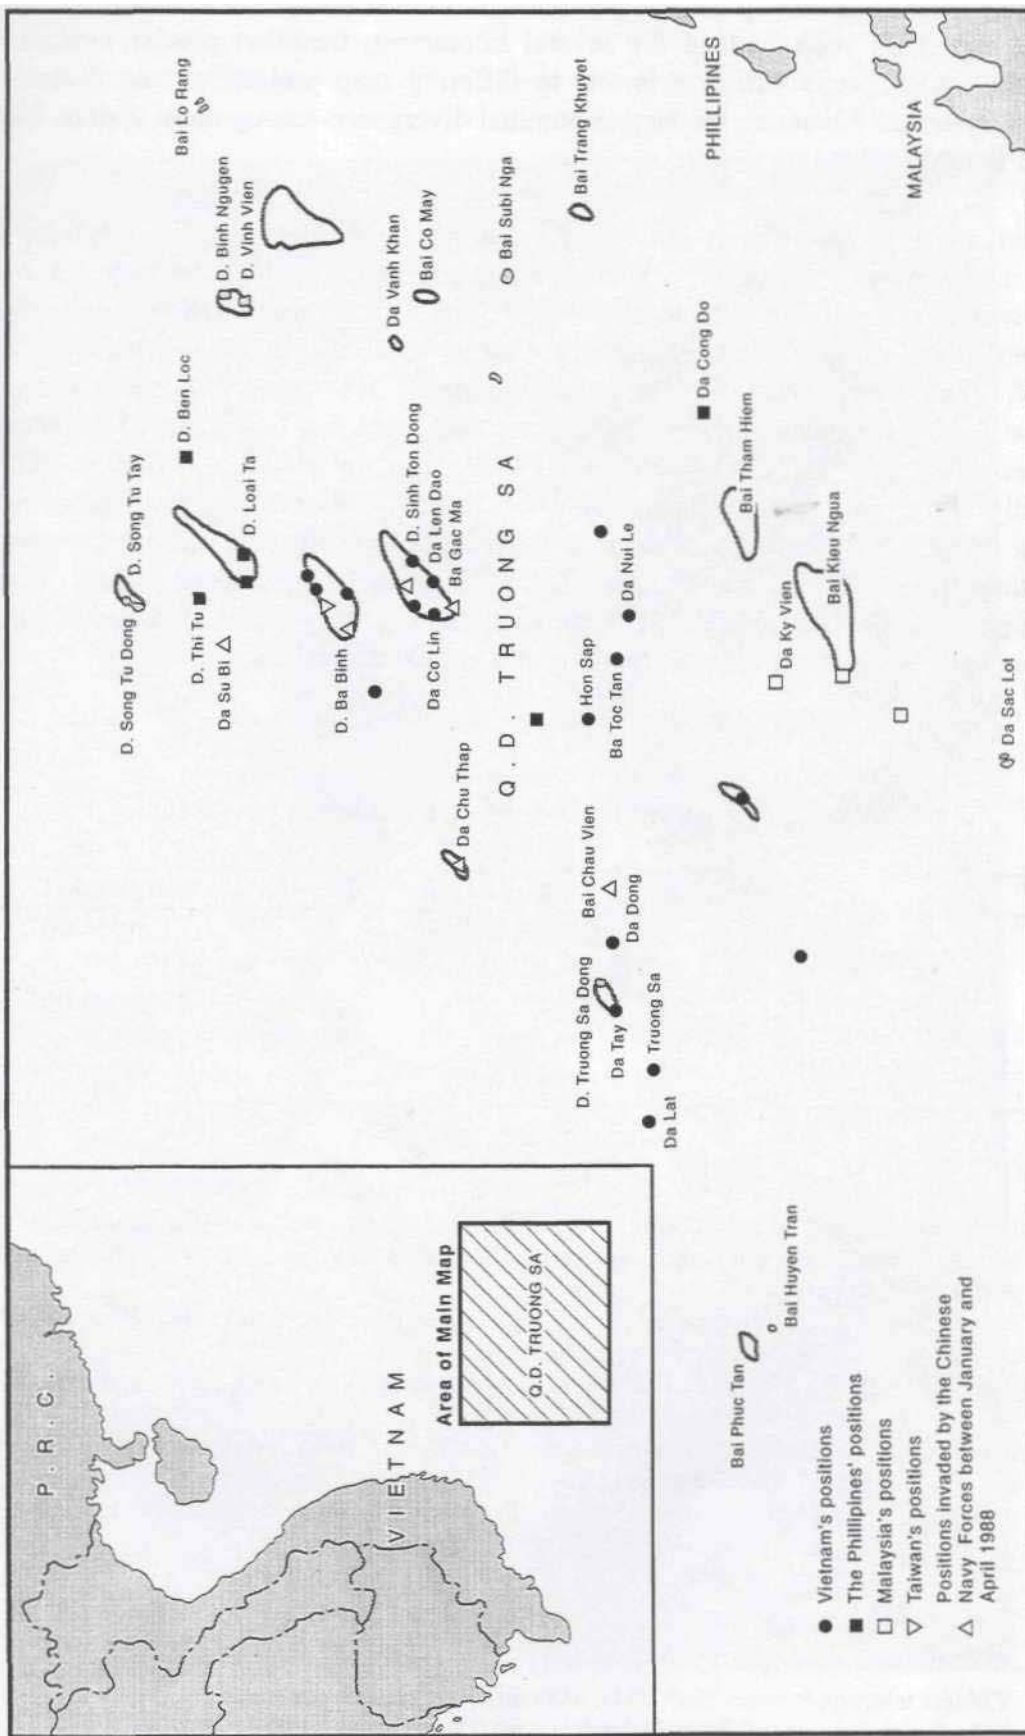 P.R.C.
VIETNAM
Area of Main Map
Q.D. TRUONG SA
Bai Lo Rang
D. Song Tu Tay
D. Song Tu Dong
D. Ben Loc
D. Binh Ngugen
D. Vinh Vien
D. Thi Tu
D. Loai Ta
Da Su Bi
D. Ba Binh
Da Vanh Khan
Bai Co May
D. Sinh Ton Dong
Da Len Dao
Ba Gac Ma
Da Co Lin
Da Chu Thap
Bai Subi Nga
Q.D. TRUONG SA
Bai Trang Khuyet
Hon Sap
Da Nui Le
Ba Toc Tan
Bai Chau Vien
Da Dong
D. Truong Sa Dong
Da Tay
Truong Sa
Da Lat
PHILLIPINES
Da Cong Do
Bai Tham Hiem
Da Ky Vien
Bai Kieu Ngua
MALAYSIA
Da Sac Lot
Bai Phuc Tan
Bai Huyen Tran
Vietnam's positions
The Phillipines' positions
Malaysia's positions
Taiwan's positions
Positions invaded by the Chinese
Navy Forces between January and
April 1988